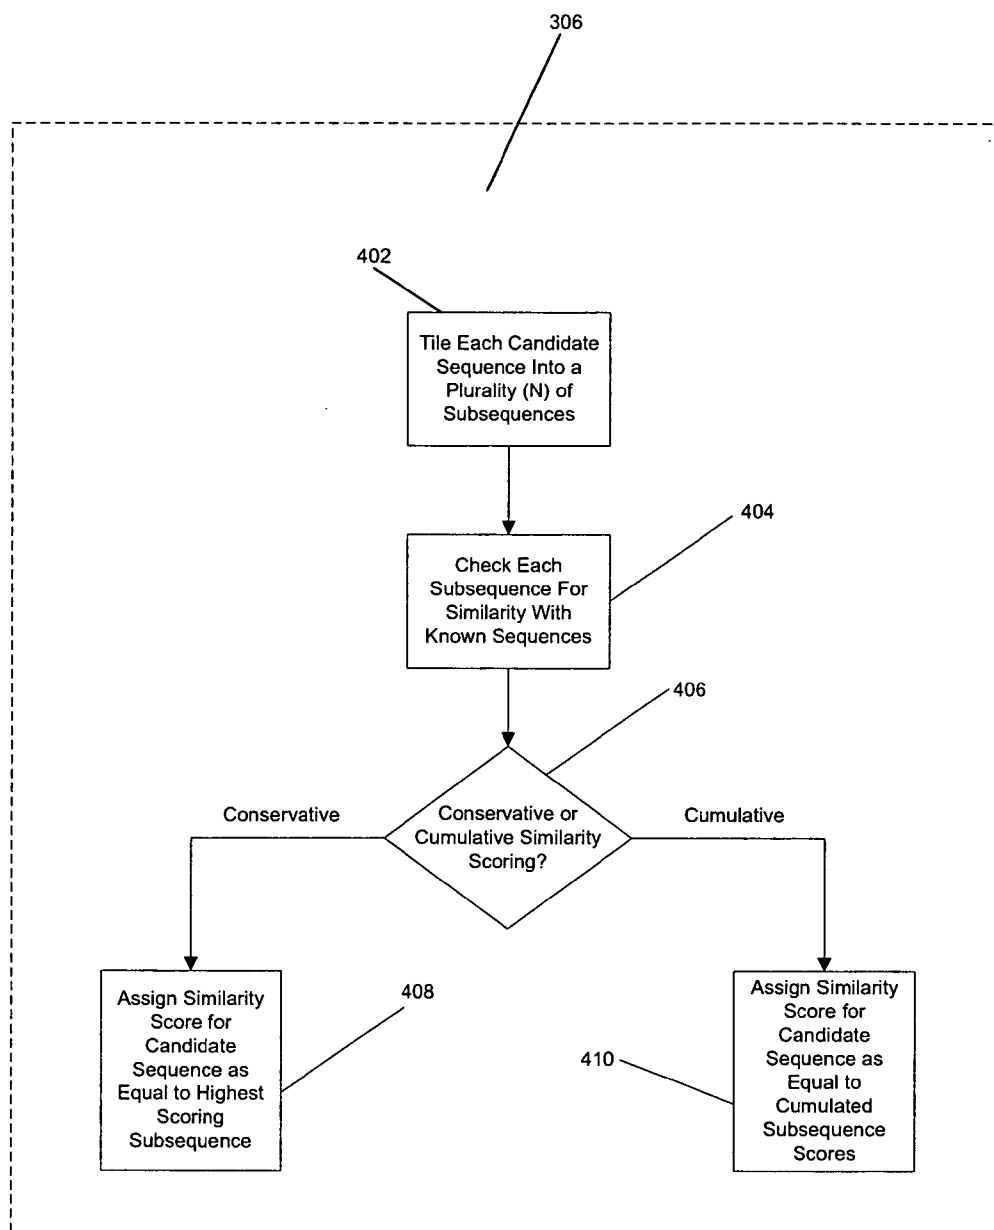 306
402
Tile Each Candidate
Sequence Into a
Plurality (N) of
Subsequences
404
Check Each
Subsequence For
Similarity With
Known Sequences
406
Conservative
Conservative or
Cumulative Similarity
Scoring?
Cumulative
408
Assign Similarity
Score for
Candidate
Sequence as
Equal to Highest
Scoring
Subsequence
410
Assign Similarity
Score for
Candidate
Sequence as
Equal to
Cumulated
Subsequence
Scores